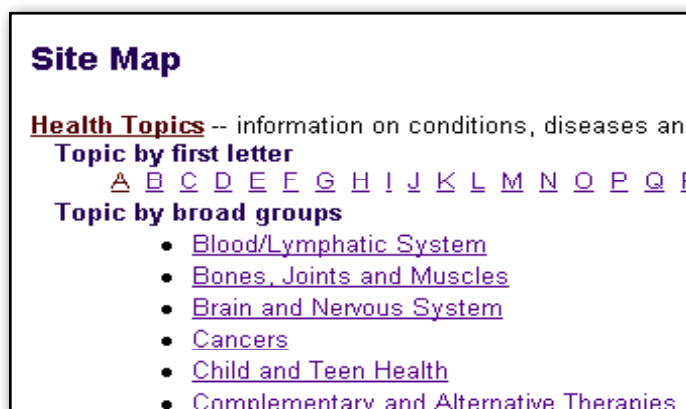 Site Map
Health Topics -- information on conditions, diseases an
Topic by first letter
A B C D E F G H I J K L M N O P Q
Topic by broad groups
• Blood/Lymphatic System
• Bones, Joints and Muscles
• Brain and Nervous System
• Cancers
• Child and Teen Health
• Complementary and Alternative Therapies